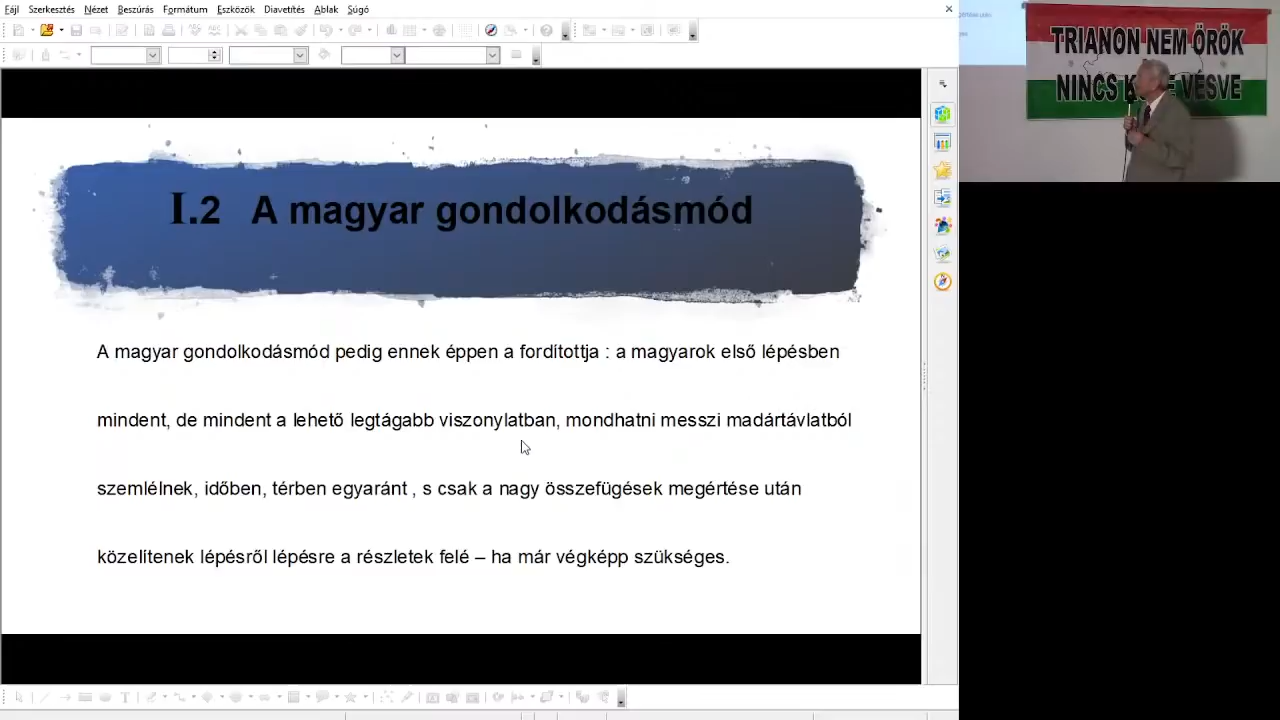 Fájl Szerkesztés Nézet Beszúrás Formátum Eszközök Diavetítés Ablak Súgó
TRIANON NEM ÖRÖK
NINCS VÉSVE
I.2 A magyar gondolkodásmód
A magyar gondolkodásmód pedig ennek éppen a fordítottja : a magyarok első lépésben
mindent, de mindent a lehető legtágabb viszonylatban, mondhatni messzi madártávlatból
szemlélnek, időben, térben egyaránt , s csak a nagy összefügések megértése után
közelítenek lépésről lépésre a részletek felé – ha már végképp szükséges.